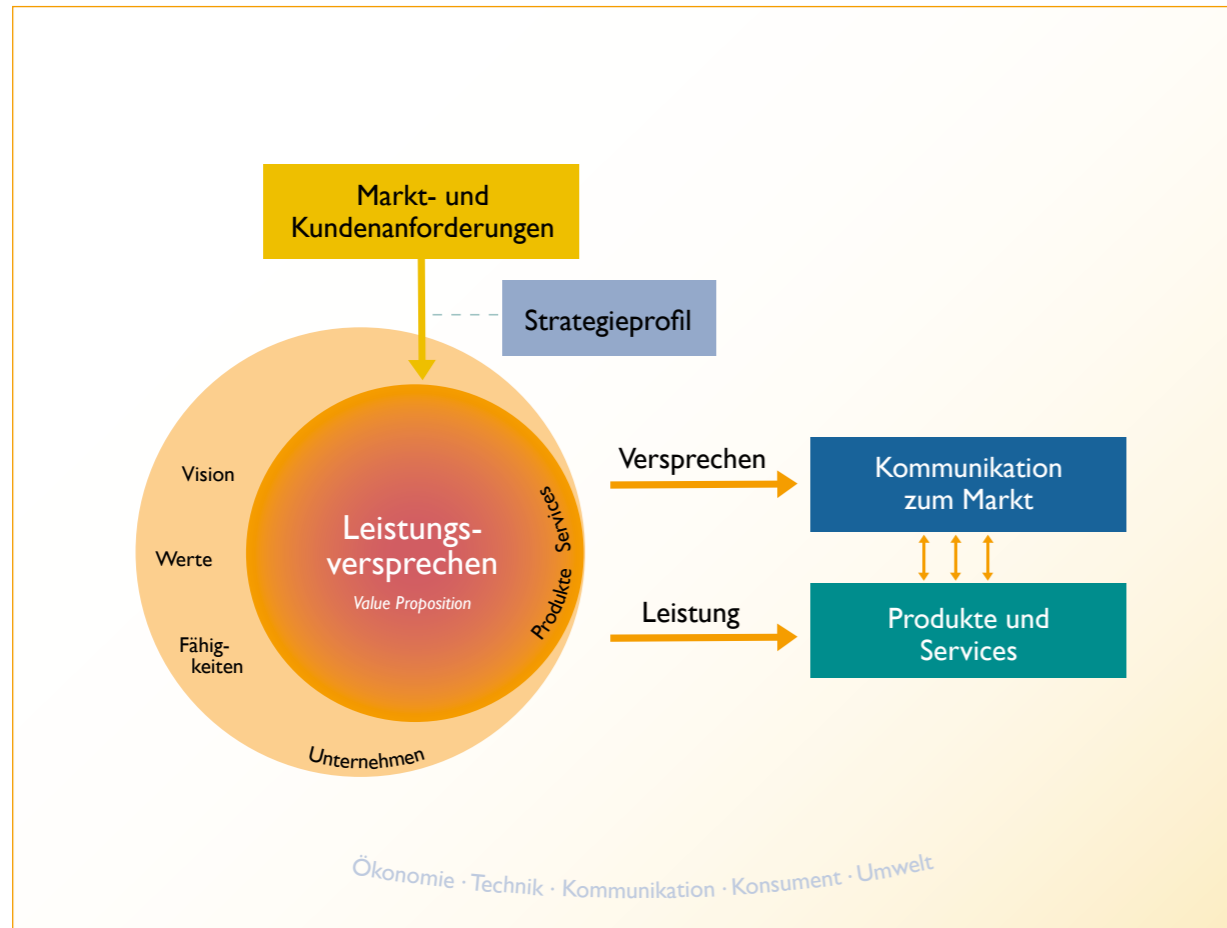 Markt- und
Kundenanforderungen
Strategieprofil
Versprechen
Kommunikation
zum Markt
Vision
Werte
Fähig-
keiten
Leistungs-
versprechen
Value Proposition
Produkte Services
Leistung
Produkte und
Services
Unternehmen
Ökonomie · Technik · Kommunikation · Konsument · Umwelt